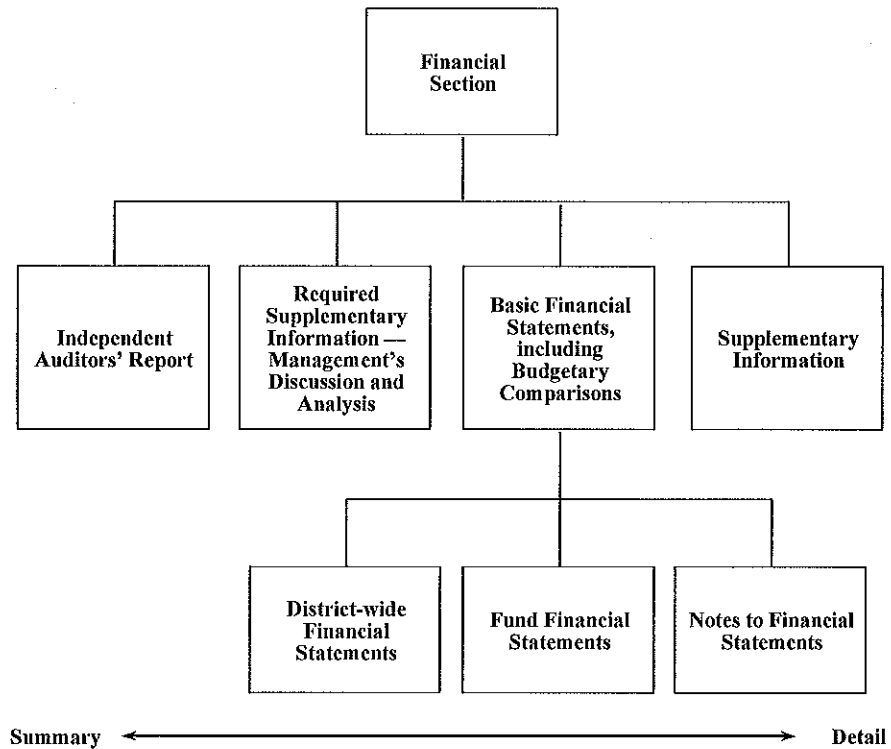 Financial
Section
Independent
Auditors' Report
Required
Supplementary
Information —
Management's
Discussion and
Analysis
Basic Financial
Statements,
including
Budgetary
Comparisons
Supplementary
Information
District-wide
Financial
Statements
Fund Financial
Statements
Notes to Financial
Statements
Summary
Detail